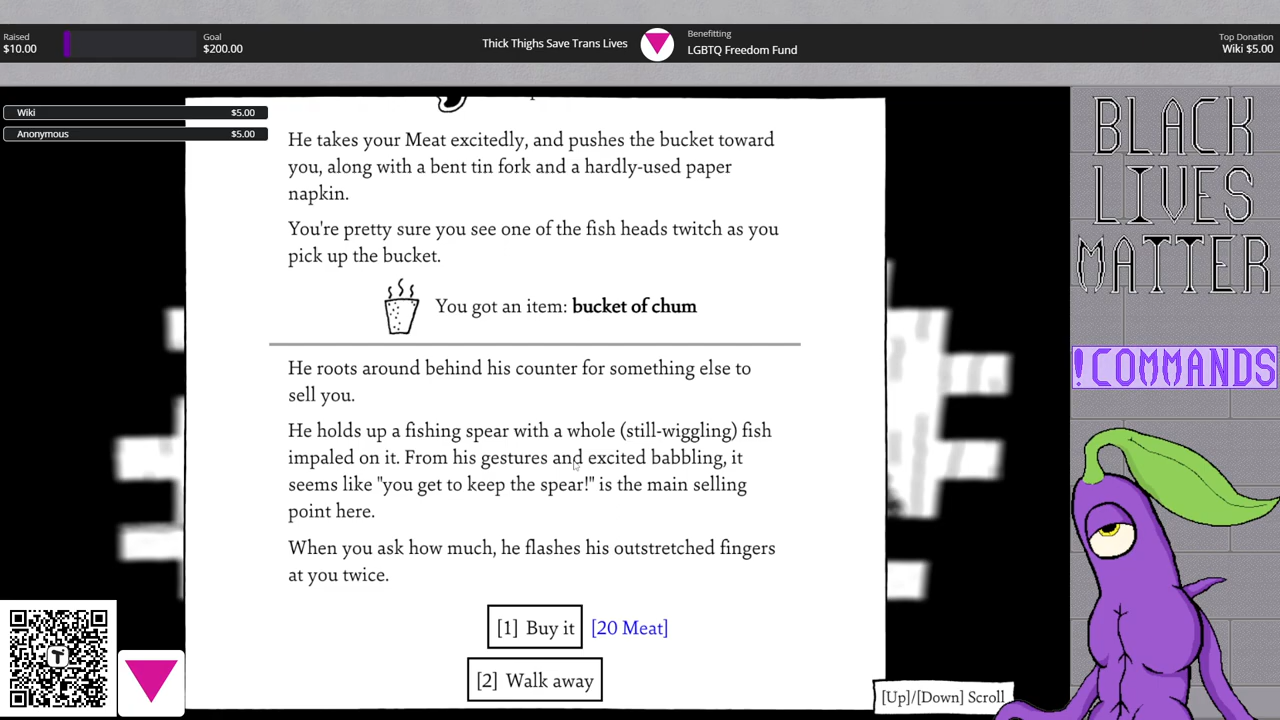 Raised
$10.00
Goal
$200.00
Thick Thighs Save Trans Lives
Benefitting
LGBTQ Freedom Fund
Top Donation
Wiki $5.00
Wiki $5.00
Anonymous $5.00
He takes your Meat excitedly, and pushes the bucket toward
you, along with a bent tin fork and a hardly-used paper
napkin.
You're pretty sure you see one of the fish heads twitch as you
pick up the bucket.
You got an item: bucket of chum
He roots around behind his counter for something else to
sell you.
He holds up a fishing spear with a whole (still-wiggling) fish
impaled on it. From his gestures and excited babbling, it
seems like "you get to keep the spear!" is the main selling
point here.
When you ask how much, he flashes his outstretched fingers
at you twice.
[1] Buy it [20 Meat]
[2] Walk away
[Up]/[Down] Scroll
BLACK
LIVES
MATTER
!COMMANDS
T